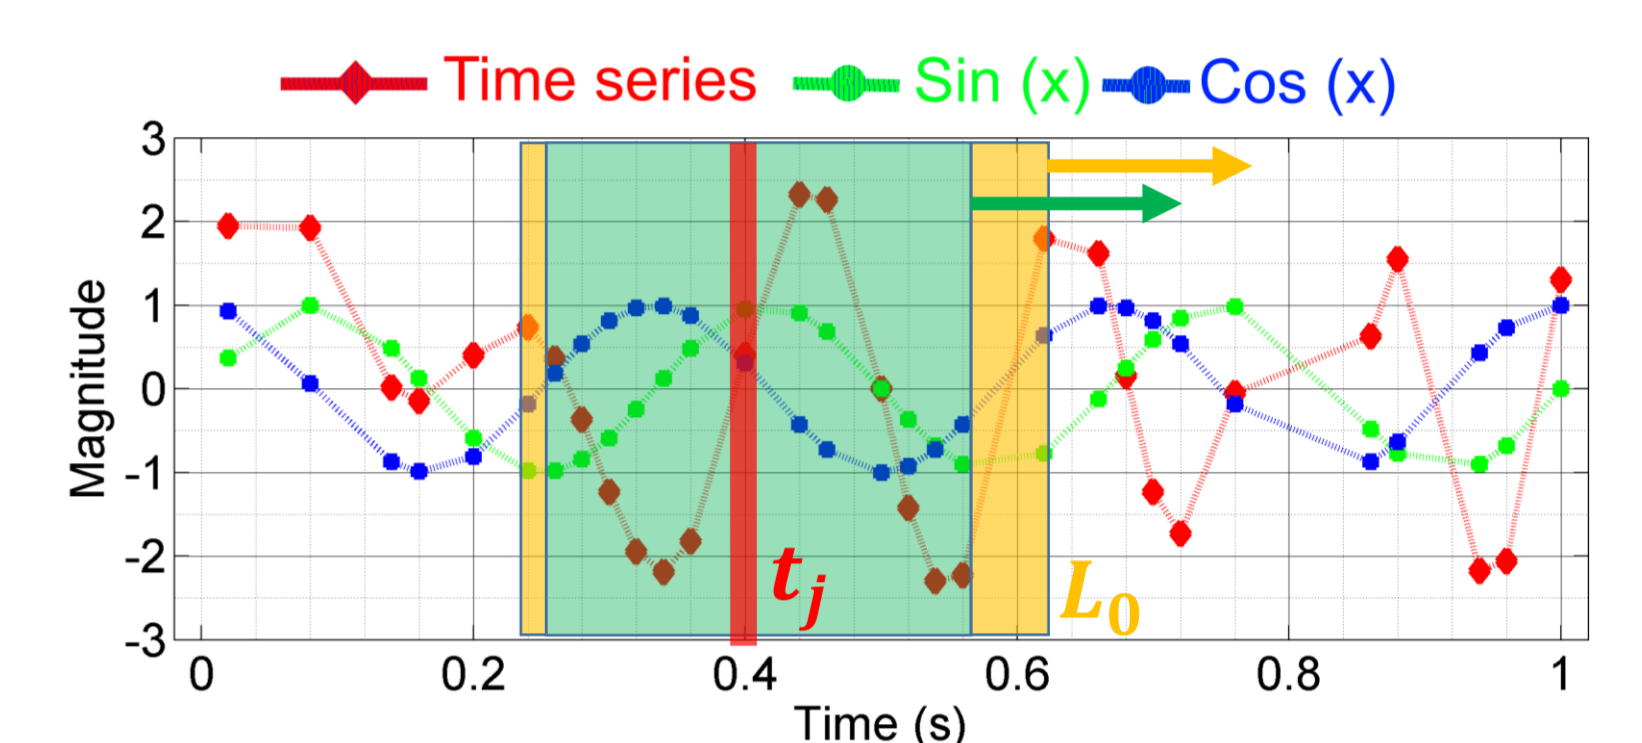 Time series Sin (x) Cos (x)
3
2
1
0
-1
-2
-3
Magnitude
t_j
L_0
0 0.2 0.4 0.6 0.8 1
Time (s)